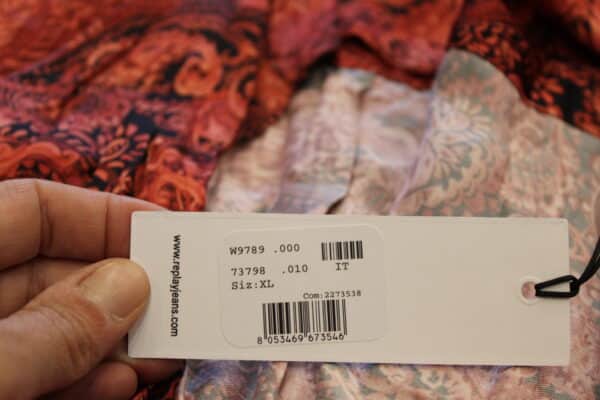 www.replayjeans.com
W9789 .000
73798 .010 IT
Siz:XL
Com:2273538
8 053469 673546